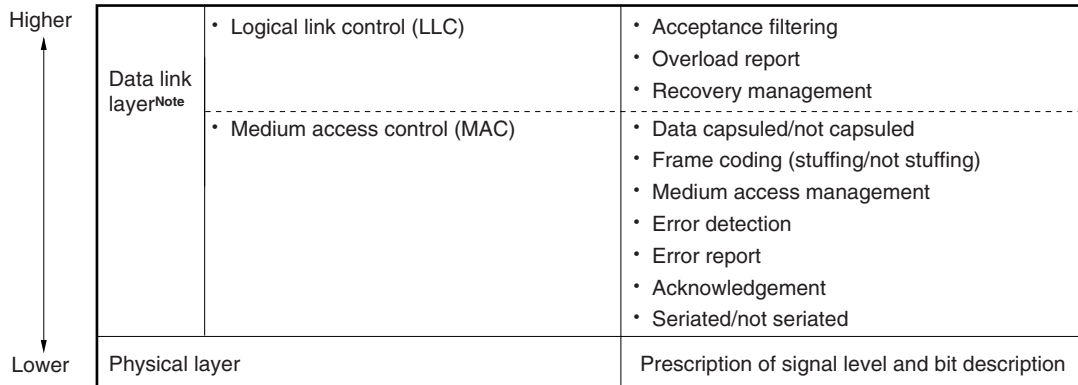 Higher
Lower
Data link
layerNote
• Logical link control (LLC)
• Acceptance filtering
• Overload report
• Recovery management
• Medium access control (MAC)
• Data capsuled/not capsuled
• Frame coding (stuffing/not stuffing)
• Medium access management
• Error detection
• Error report
• Acknowledgement
• Seriated/not seriated
Physical layer
Prescription of signal level and bit description